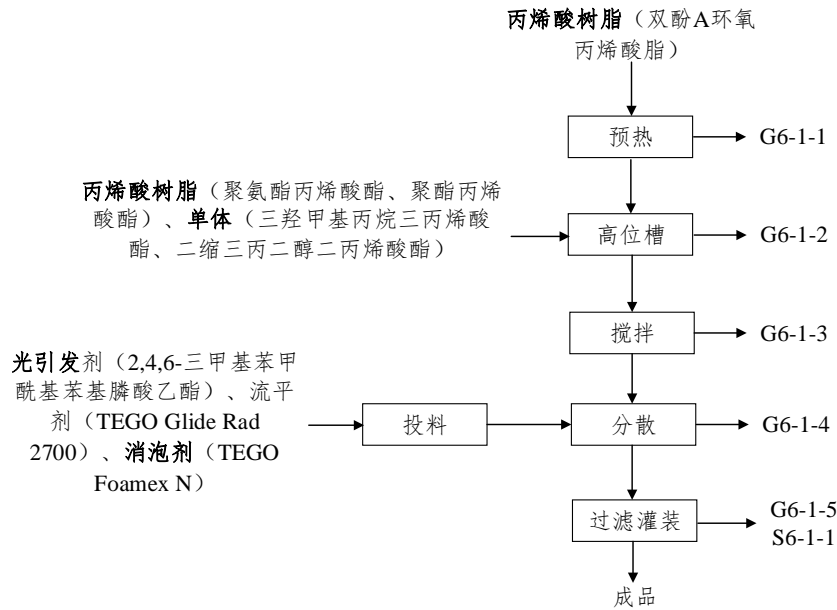 丙烯酸树脂（双酚A环氧
丙烯酸脂）
预热
G6-1-1
丙烯酸树脂（聚氨酯丙烯酸酯、聚酯丙烯
酸酯）、单体（三羟甲基丙烷三丙烯酸
酯、二缩三丙二醇二丙烯酸酯）
高位槽
G6-1-2
搅拌
G6-1-3
光引发剂（2,4,6-三甲基苯甲
酰基苯基膦酸乙酯）、流平
剂（TEGO Glide Rad
2700）、消泡剂（TEGO
Foamex N）
投料
分散
G6-1-4
过滤灌装
G6-1-5
S6-1-1
成品